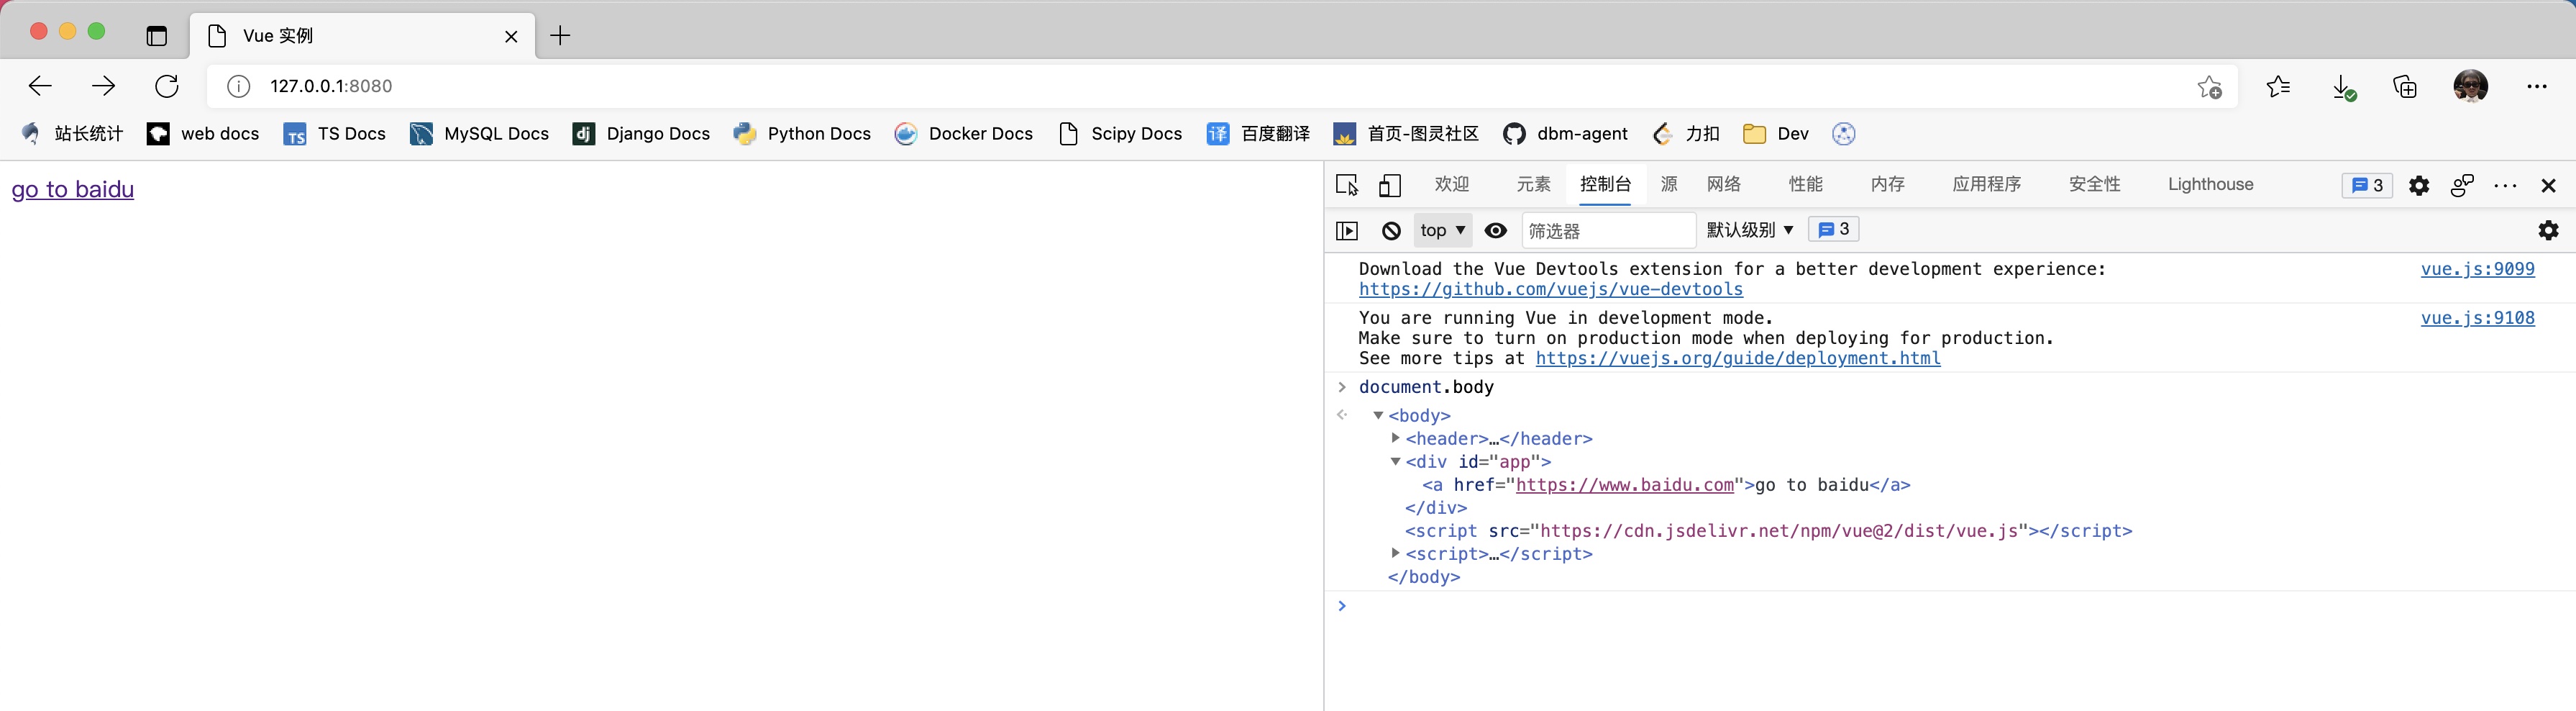 Vue 实例
127.0.0.1:8080
站长统计 web docs TS Docs MySQL Docs Django Docs Python Docs Docker Docs Scipy Docs 百度翻译 首页-图灵社区 dbm-agent 力扣 Dev
go to baidu
欢迎 元素 控制台 源 网络 性能 内存 应用程序 安全性 Lighthouse 3
top 筛选器 默认级别 3
Download the Vue Devtools extension for a better development experience: vue.js:9099
https://github.com/vuejs/vue-devtools
You are running Vue in development mode. vue.js:9108
Make sure to turn on production mode when deploying for production.
See more tips at https://vuejs.org/guide/deployment.html
> document.body
<body>
<header>…</header>
<div id="app">
<a href="https://www.baidu.com">go to baidu</a>
</div>
<script src="https://cdn.jsdelivr.net/npm/vue@2/dist/vue.js"></script>
<script>…</script>
</body>